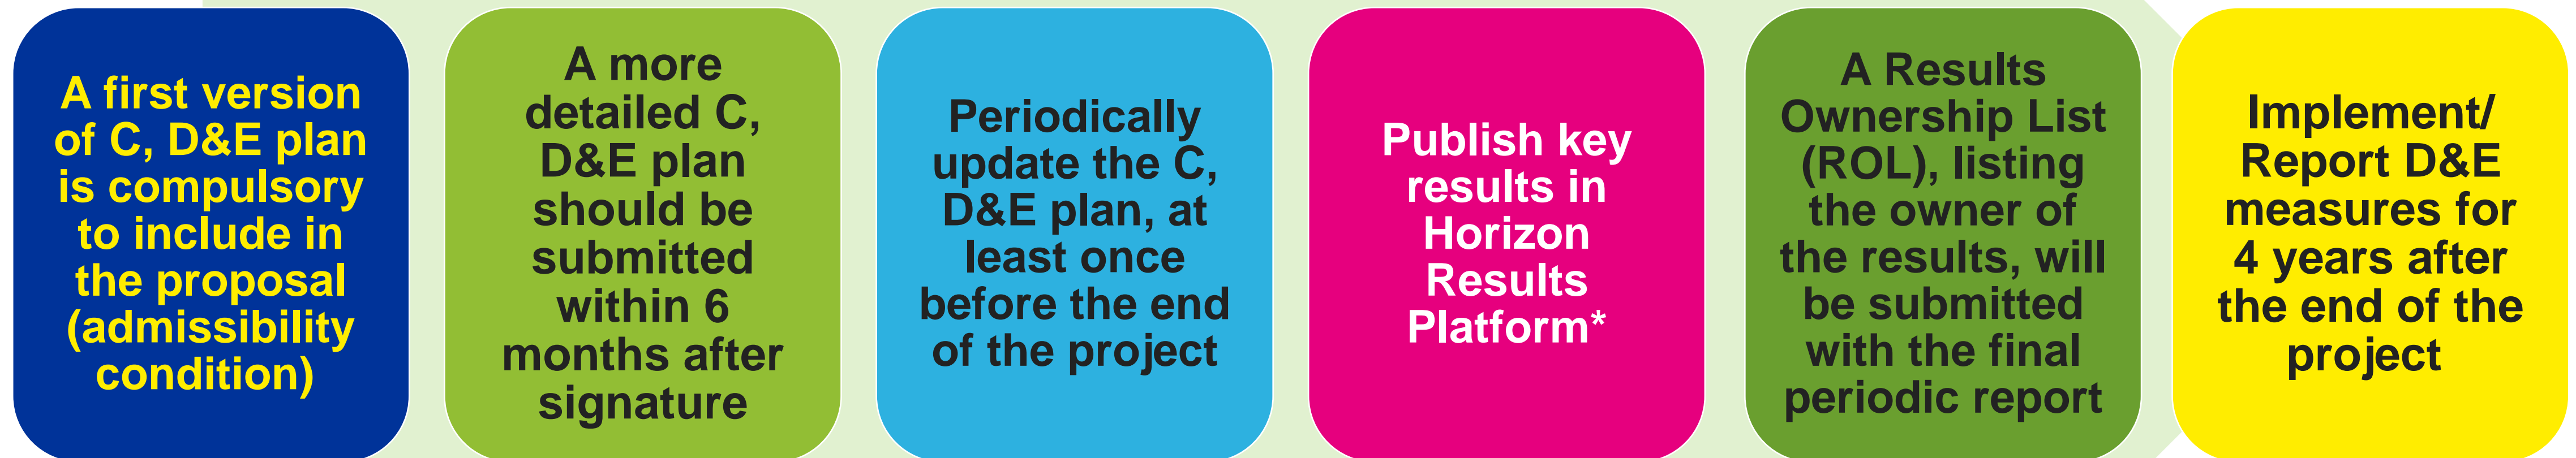 A first version
of C, D&E plan
is compulsory
to include in
the proposal
(admissibility
condition)
A more
detailed C,
D&E plan
should be
submitted
within 6
months after
signature
Periodically
update the C,
D&E plan, at
least once
before the end
of the project
Publish key
results in
Horizon
Results
Platform*
A Results
Ownership List
(ROL), listing
the owner of
the results, will
be submitted
with the final
periodic report
Implement/
Report D&E
measures for
4 years after
the end of the
project